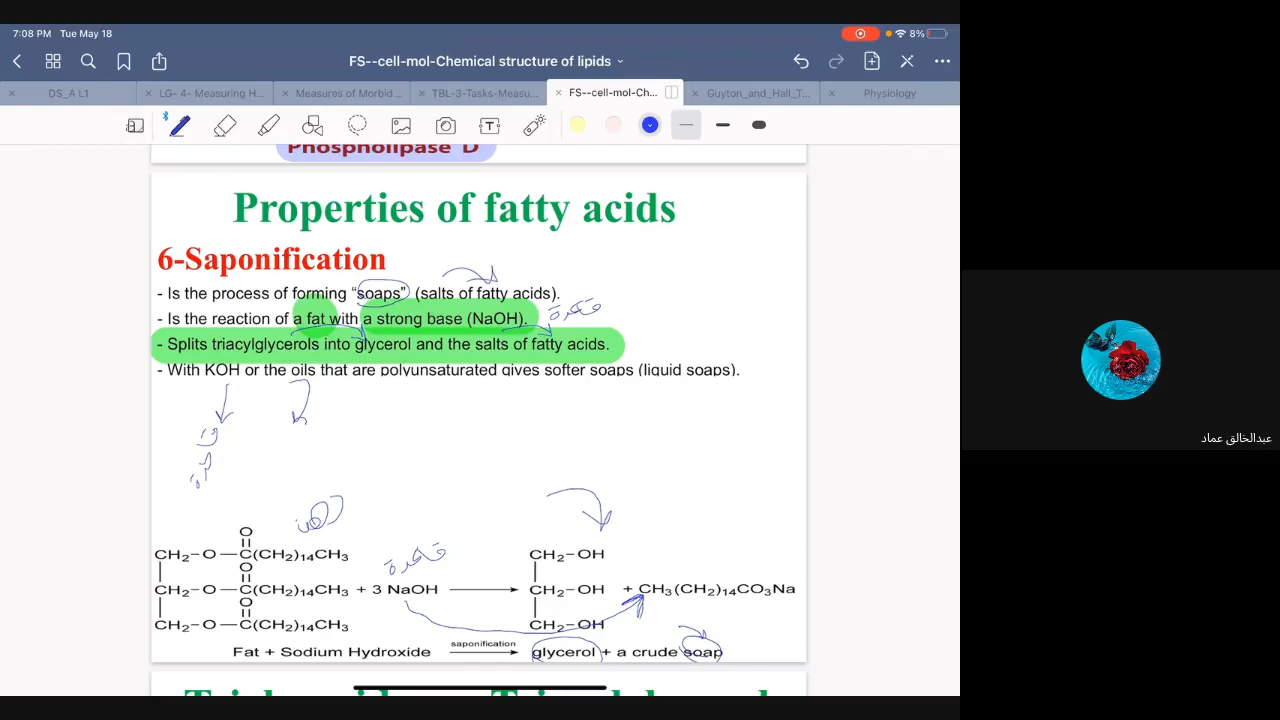 7:08 PM Tue May 18
8%
FS--cell-mol-Chemical structure of lipids
DS_A L1
LG- 4- Measuring H...
Measures of Morbid...
TBL-3-Tasks-Measu...
FS--cell-mol-Ch...
Guyton_and_Hall_T...
Physiology
Phospholipase D
Properties of fatty acids
6-Saponification
- Is the process of forming “soaps” (salts of fatty acids).
- Is the reaction of a fat with a strong base (NaOH).
- Splits triacylglycerols into glycerol and the salts of fatty acids.
- With KOH or the oils that are polyunsaturated gives softer soaps (liquid soaps).
O
CH2-O-C(CH2)14CH3
CH2-OH
O
CH2-O-C(CH2)14CH3 + 3 NaOH
CH2-OH + CH3(CH2)14CO3Na
O
CH2-O-C(CH2)14CH3
CH2-OH
Fat + Sodium Hydroxide
saponification
glycerol + a crude soap
عبدالخالق عماد